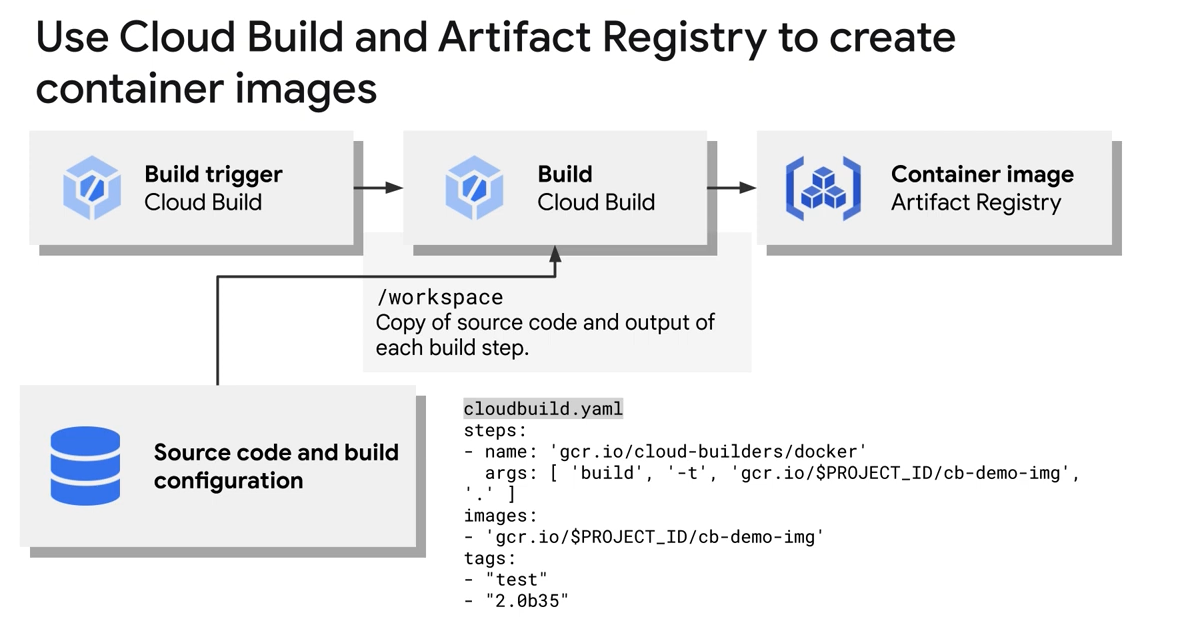 Use Cloud Build and Artifact Registry to create
container images
Build trigger
Cloud Build
Build
Cloud Build
Container image
Artifact Registry
/workspace
Copy of source code and output of
each build step.
Source code and build
configuration
cloudbuild.yaml
steps:
- name: 'gcr.io/cloud-builders/docker'
  args: [ 'build', '-t', 'gcr.io/$PROJECT_ID/cb-demo-img',
'.' ]
images:
- 'gcr.io/$PROJECT_ID/cb-demo-img'
tags:
- "test"
- "2.0b35"